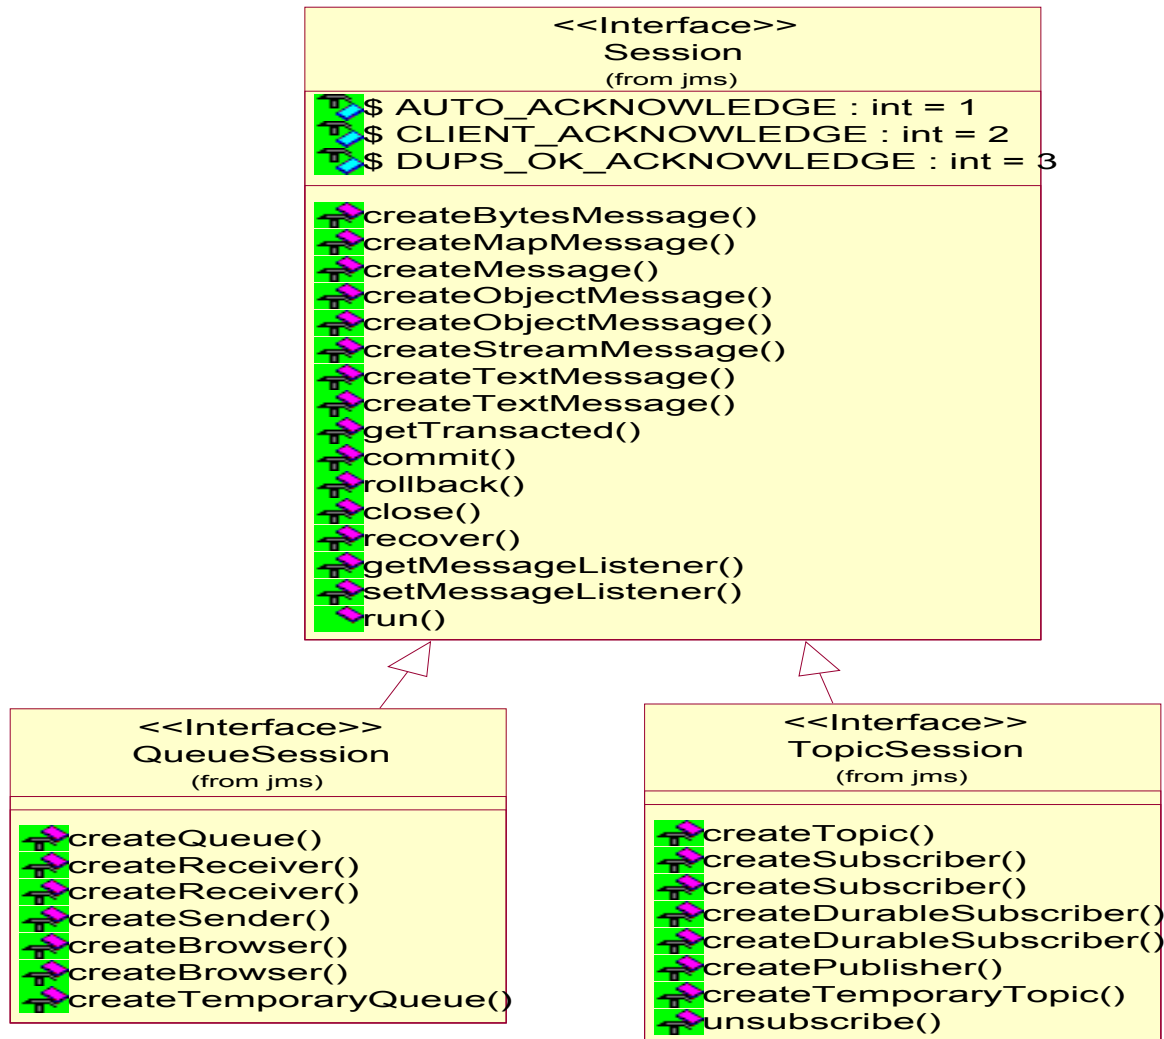 <<Interface>>
Session
(from jms)
$ AUTO_ACKNOWLEDGE : int = 1
$ CLIENT_ACKNOWLEDGE : int = 2
$ DUPS_OK_ACKNOWLEDGE : int = 3
createBytesMessage()
createMapMessage()
createMessage()
createObjectMessage()
createObjectMessage()
createStreamMessage()
createTextMessage()
createTextMessage()
getTransacted()
commit()
rollback()
close()
recover()
getMessageListener()
setMessageListener()
run()
<<Interface>>
QueueSession
(from jms)
createQueue()
createReceiver()
createReceiver()
createSender()
createBrowser()
createBrowser()
createTemporaryQueue()
<<Interface>>
TopicSession
(from jms)
createTopic()
createSubscriber()
createSubscriber()
createDurableSubscriber()
createDurableSubscriber()
createPublisher()
createTemporaryTopic()
unsubscribe()